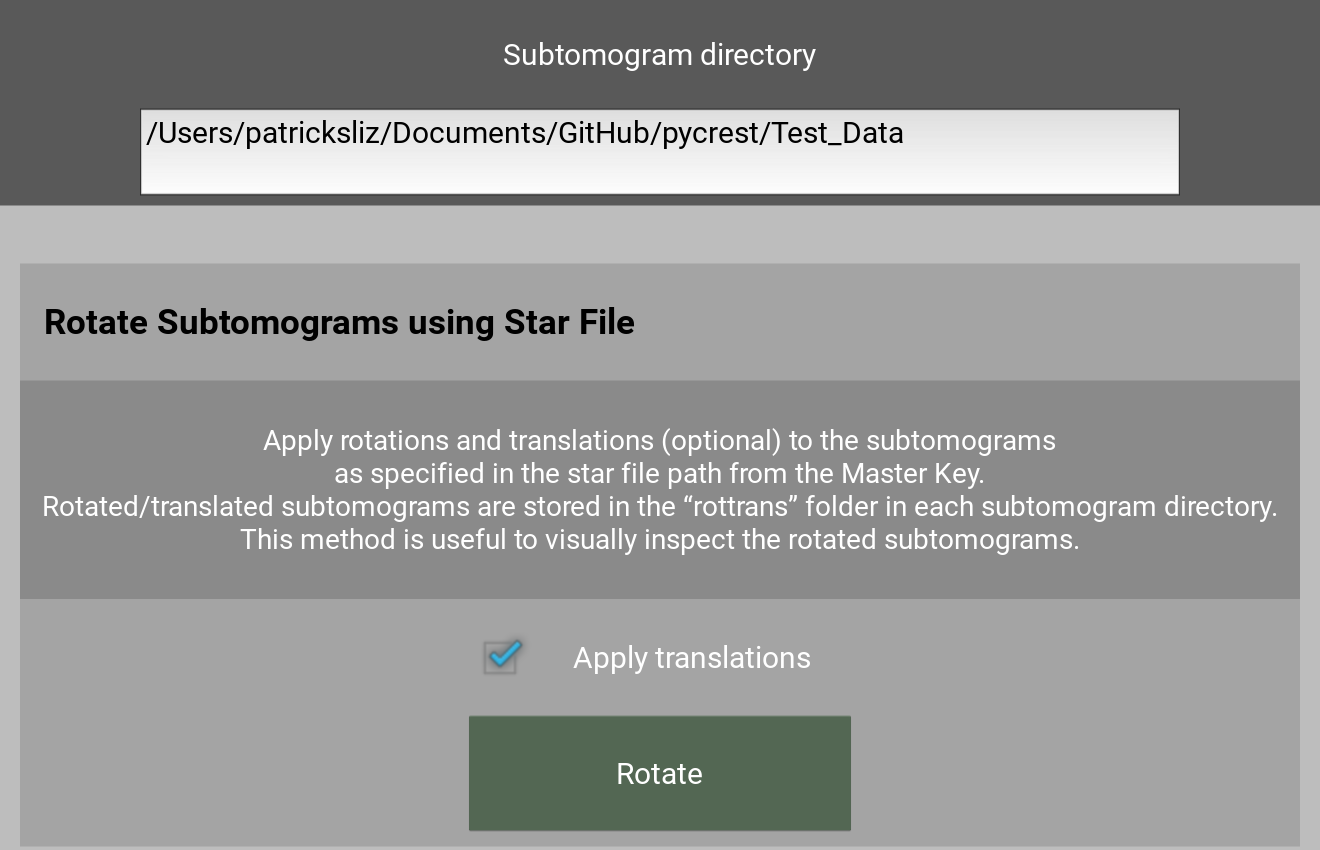 Subtomogram directory
/Users/patricksliz/Documents/GitHub/pycrest/Test_Data
Rotate Subtomograms using Star File
Apply rotations and translations (optional) to the subtomograms
as specified in the star file path from the Master Key.
Rotated/translated subtomograms are stored in the “rottrans” folder in each subtomogram directory.
This method is useful to visually inspect the rotated subtomograms.
Apply translations
Rotate